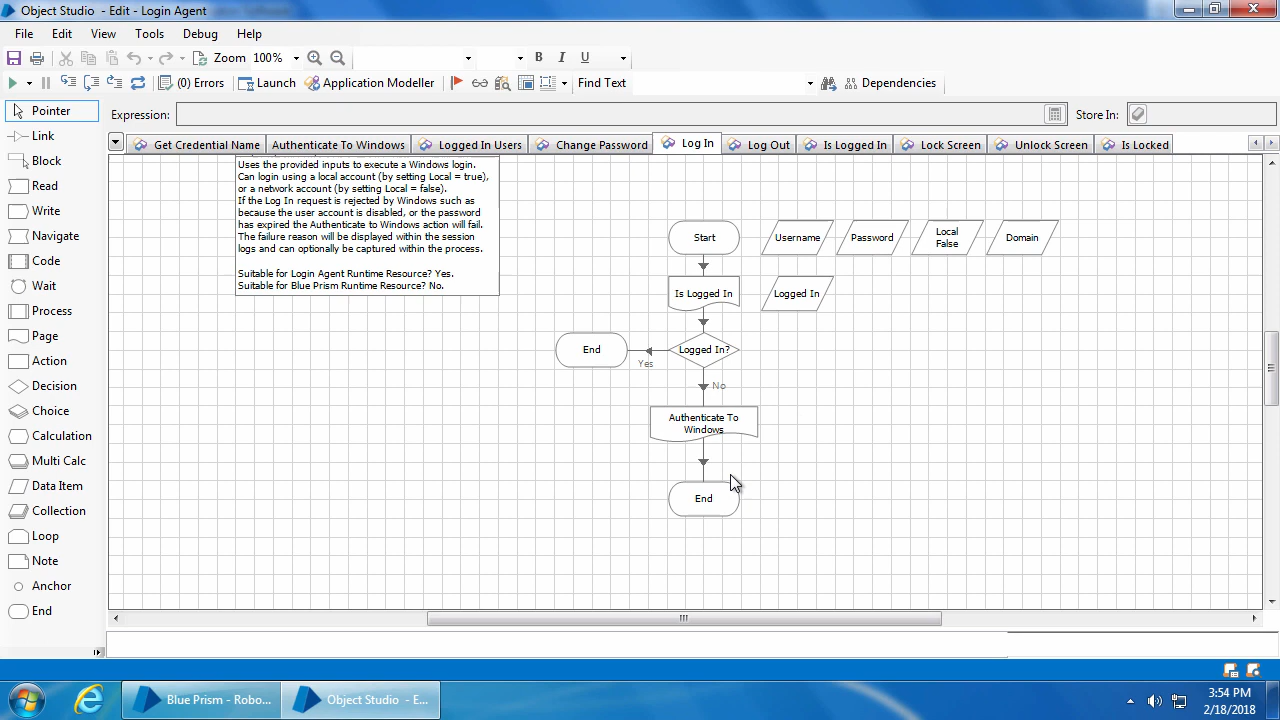 Object Studio - Edit - Login Agent
File Edit View Tools Debug Help
Zoom 100% B I U
(0) Errors Launch Application Modeller Find Text Dependencies
Expression: Store In:
Get Credential Name Authenticate To Windows Logged In Users Change Password Log In Log Out Is Logged In Lock Screen Unlock Screen Is Locked
Pointer
Link
Block
Read
Write
Navigate
Code
Wait
Process
Page
Action
Decision
Choice
Calculation
Multi Calc
Data Item
Collection
Loop
Note
Anchor
End
Uses the provided inputs to execute a Windows login.
Can login using a local account (by setting Local = true),
or a network account (by setting Local = false).
If the Log In request is rejected by Windows such as
because the user account is disabled, or the password
has expired the Authenticate to Windows action will fail.
The failure reason will be displayed within the session
logs and can optionally be captured within the process.
Suitable for Login Agent Runtime Resource? Yes.
Suitable for Blue Prism Runtime Resource? No.
Start
Username
Password
Local
False
Domain
Is Logged In
Logged In
End
Yes
Logged In?
No
Authenticate To
Windows
End
Blue Prism - Robo...
Object Studio - E...
3:54 PM
2/18/2018